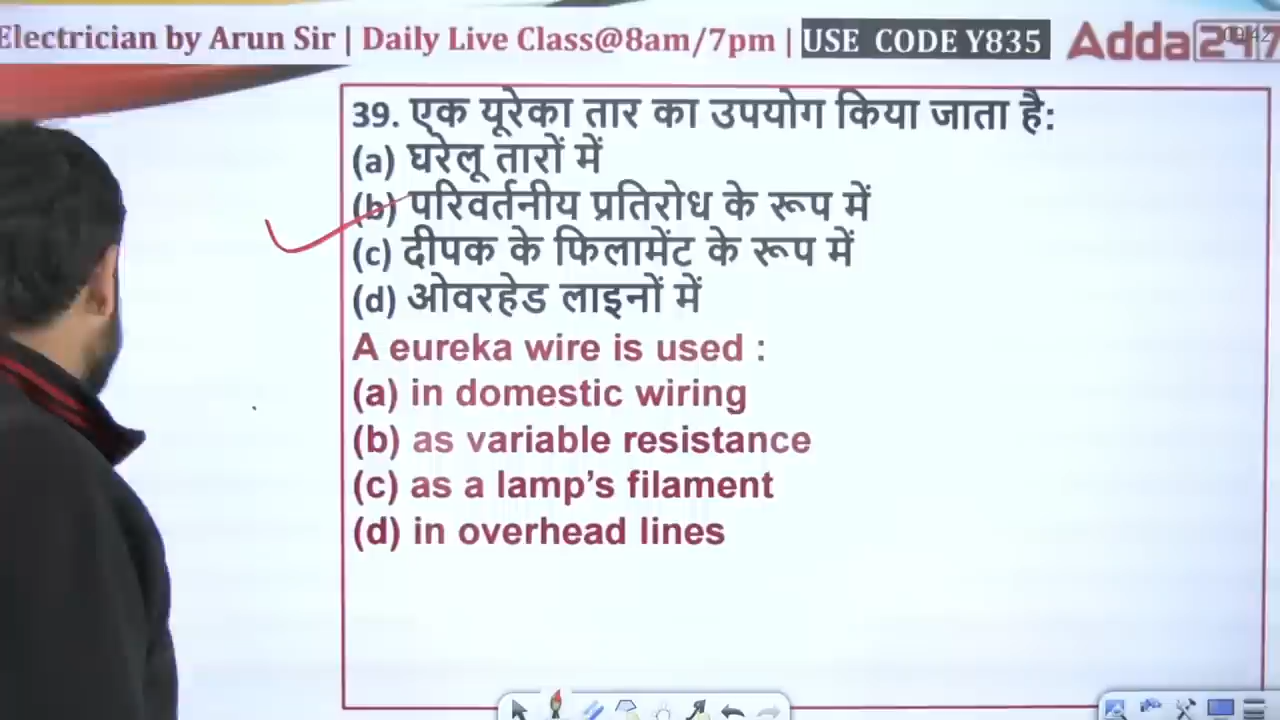 Electrician by Arun Sir | Daily Live Class@8am/7pm | USE CODE Y835 Adda247
39. एक यूरेका तार का उपयोग किया जाता है:
(a) घरेलू तारों में
(b) परिवर्तनीय प्रतिरोध के रूप में
(c) दीपक के फिलामेंट के रूप में
(d) ओवरहेड लाइनों में
A eureka wire is used :
(a) in domestic wiring
(b) as variable resistance
(c) as a lamp's filament
(d) in overhead lines